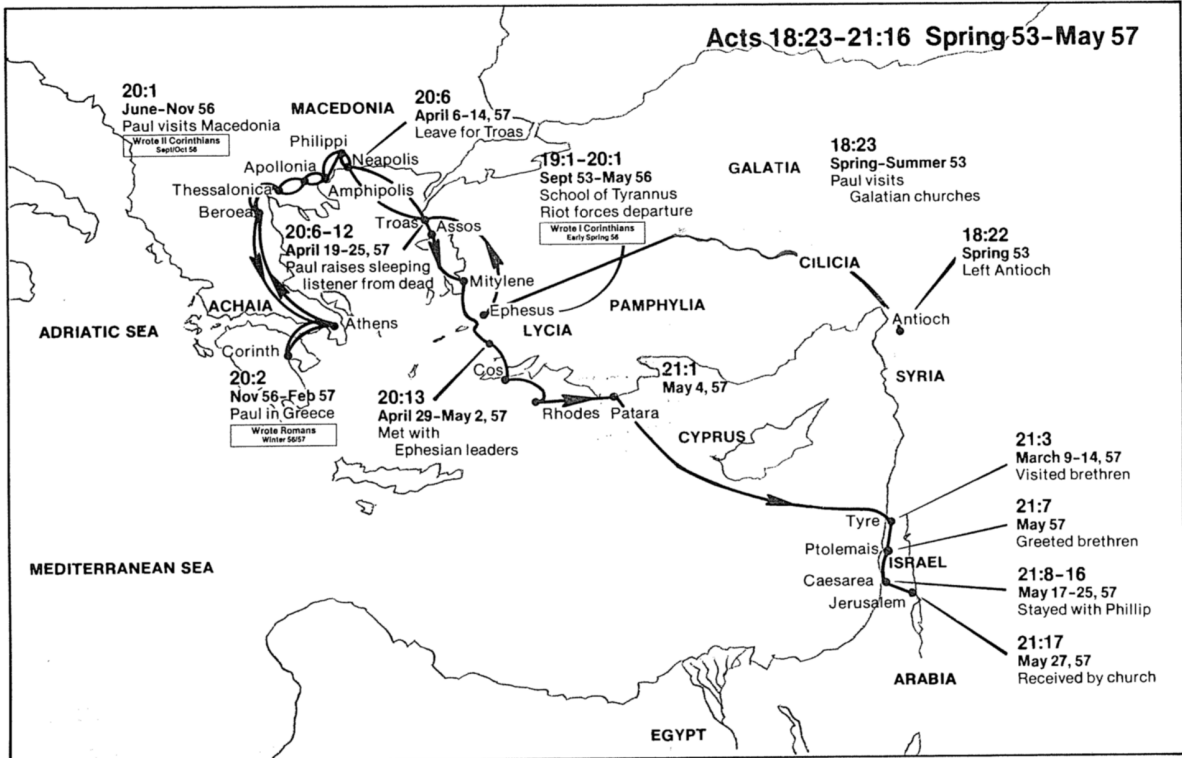 Acts 18:23–21:16 Spring 53–May 57
20:1
June–Nov 56
Paul visits Macedonia
Wrote II Corinthians
Sept/Oct 56
MACEDONIA
20:6
April 6–14, 57
Leave for Troas
Philippi
Neapolis
Apollonia
Amphipolis
Thessalonica
Beroea
19:1–20:1
Sept 53–May 56
School of Tyrannus
Riot forces departure
Wrote I Corinthians
Early Spring 56
GALATIA
18:23
Spring–Summer 53
Paul visits
Galatian churches
Troas
Assos
20:6–12
April 19–25, 57
Paul raises sleeping
listener from dead
18:22
Spring 53
Left Antioch
CILICIA
Mitylene
Ephesus
PAMPHYLIA
LYCIA
ACHAIA
Athens
ADRIATIC SEA
Corinth
Antioch
SYRIA
20:2
Nov 56–Feb 57
Paul in Greece
Wrote Romans
Winter 56/57
Cos
20:13
April 29–May 2, 57
Met with
Ephesian leaders
Rhodes
Patara
21:1
May 4, 57
CYPRUS
21:3
March 9–14, 57
Visited brethren
Tyre
21:7
May 57
Greeted brethren
Ptolemais
ISRAEL
MEDITERRANEAN SEA
Caesarea
21:8–16
May 17–25, 57
Stayed with Phillip
Jerusalem
21:17
May 27, 57
Received by church
ARABIA
EGYPT